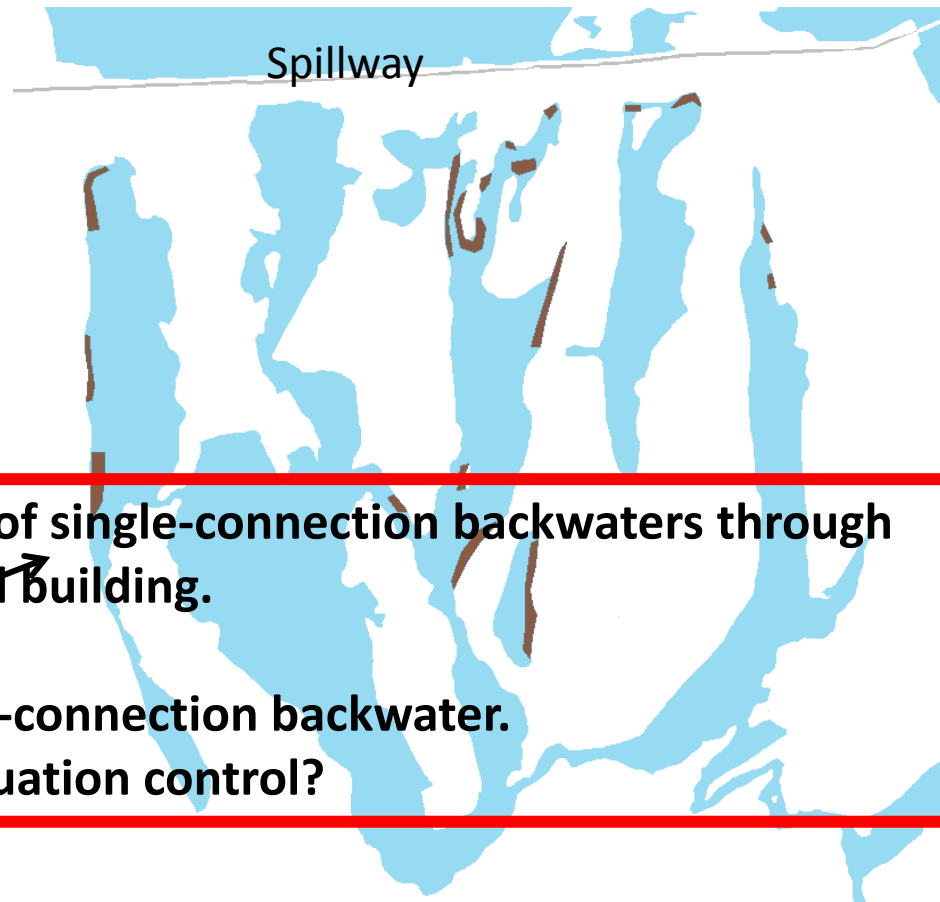 Spillway
of single-connection backwaters through
building.
-connection backwater.
uation control?